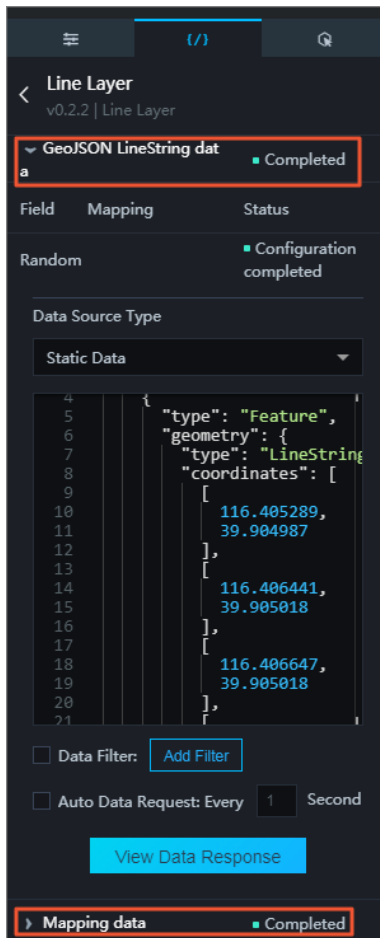 {/}
Line Layer
v0.2.2 | Line Layer
GeoJSON LineString dat
a
Completed
Field Mapping Status
Random
Configuration
completed
Data Source Type
Static Data
4 {
5 "type": "Feature",
6 "geometry": {
7 "type": "LineString
8 "coordinates": [
9 [
10 116.405289,
11 39.904987
12 ],
13 [
14 116.406441,
15 39.905018
16 ],
17 [
18 116.406647,
19 39.905018
20 ],
21 [
Data Filter: Add Filter
Auto Data Request: Every 1 Second
View Data Response
Mapping data Completed